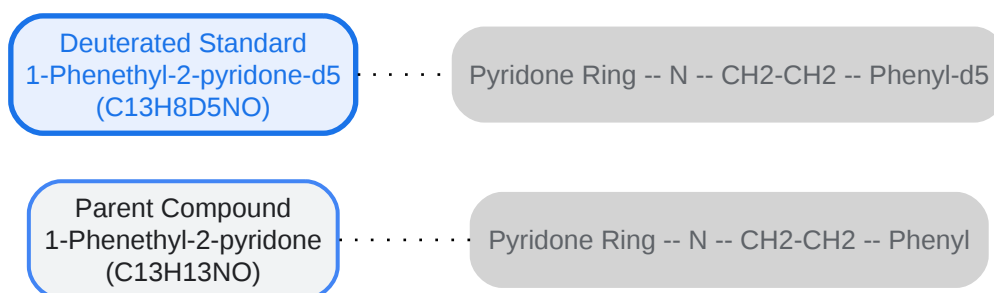 Deuterated Standard
1-Phenethyl-2-pyridone-d5
(C13H8D5NO)
Pyridone Ring -- N -- CH2-CH2 -- Phenyl-d5
Parent Compound
1-Phenethyl-2-pyridone
(C13H13NO)
Pyridone Ring -- N -- CH2-CH2 -- Phenyl